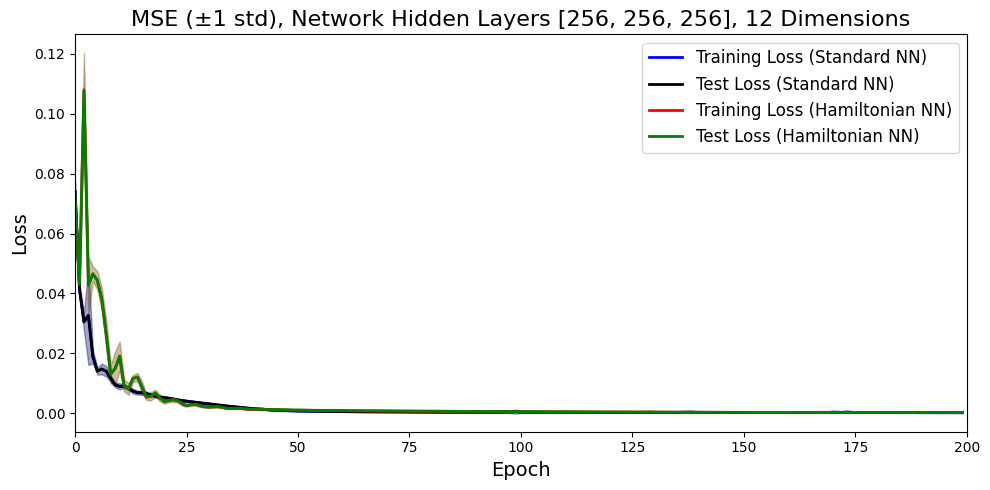 MSE (±1 std), Network Hidden Layers [256, 256, 256], 12 Dimensions
Training Loss (Standard NN)
Test Loss (Standard NN)
Training Loss (Hamiltonian NN)
Test Loss (Hamiltonian NN)
Loss
0.12
0.10
0.08
0.06
0.04
0.02
0.00
0 25 50 75 100 125 150 175 200
Epoch